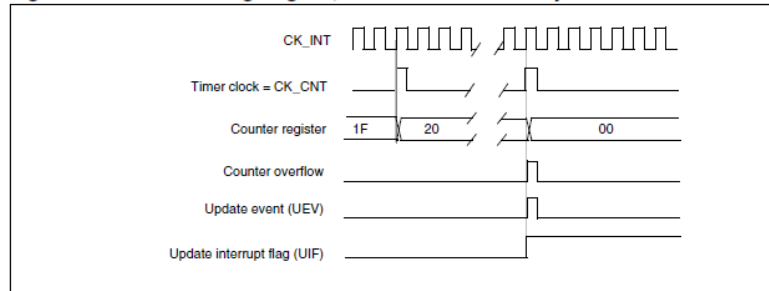 CK_INT
Timer clock = CK_CNT
Counter register 1F 20 00
Counter overflow
Update event (UEV)
Update interrupt flag (UIF)